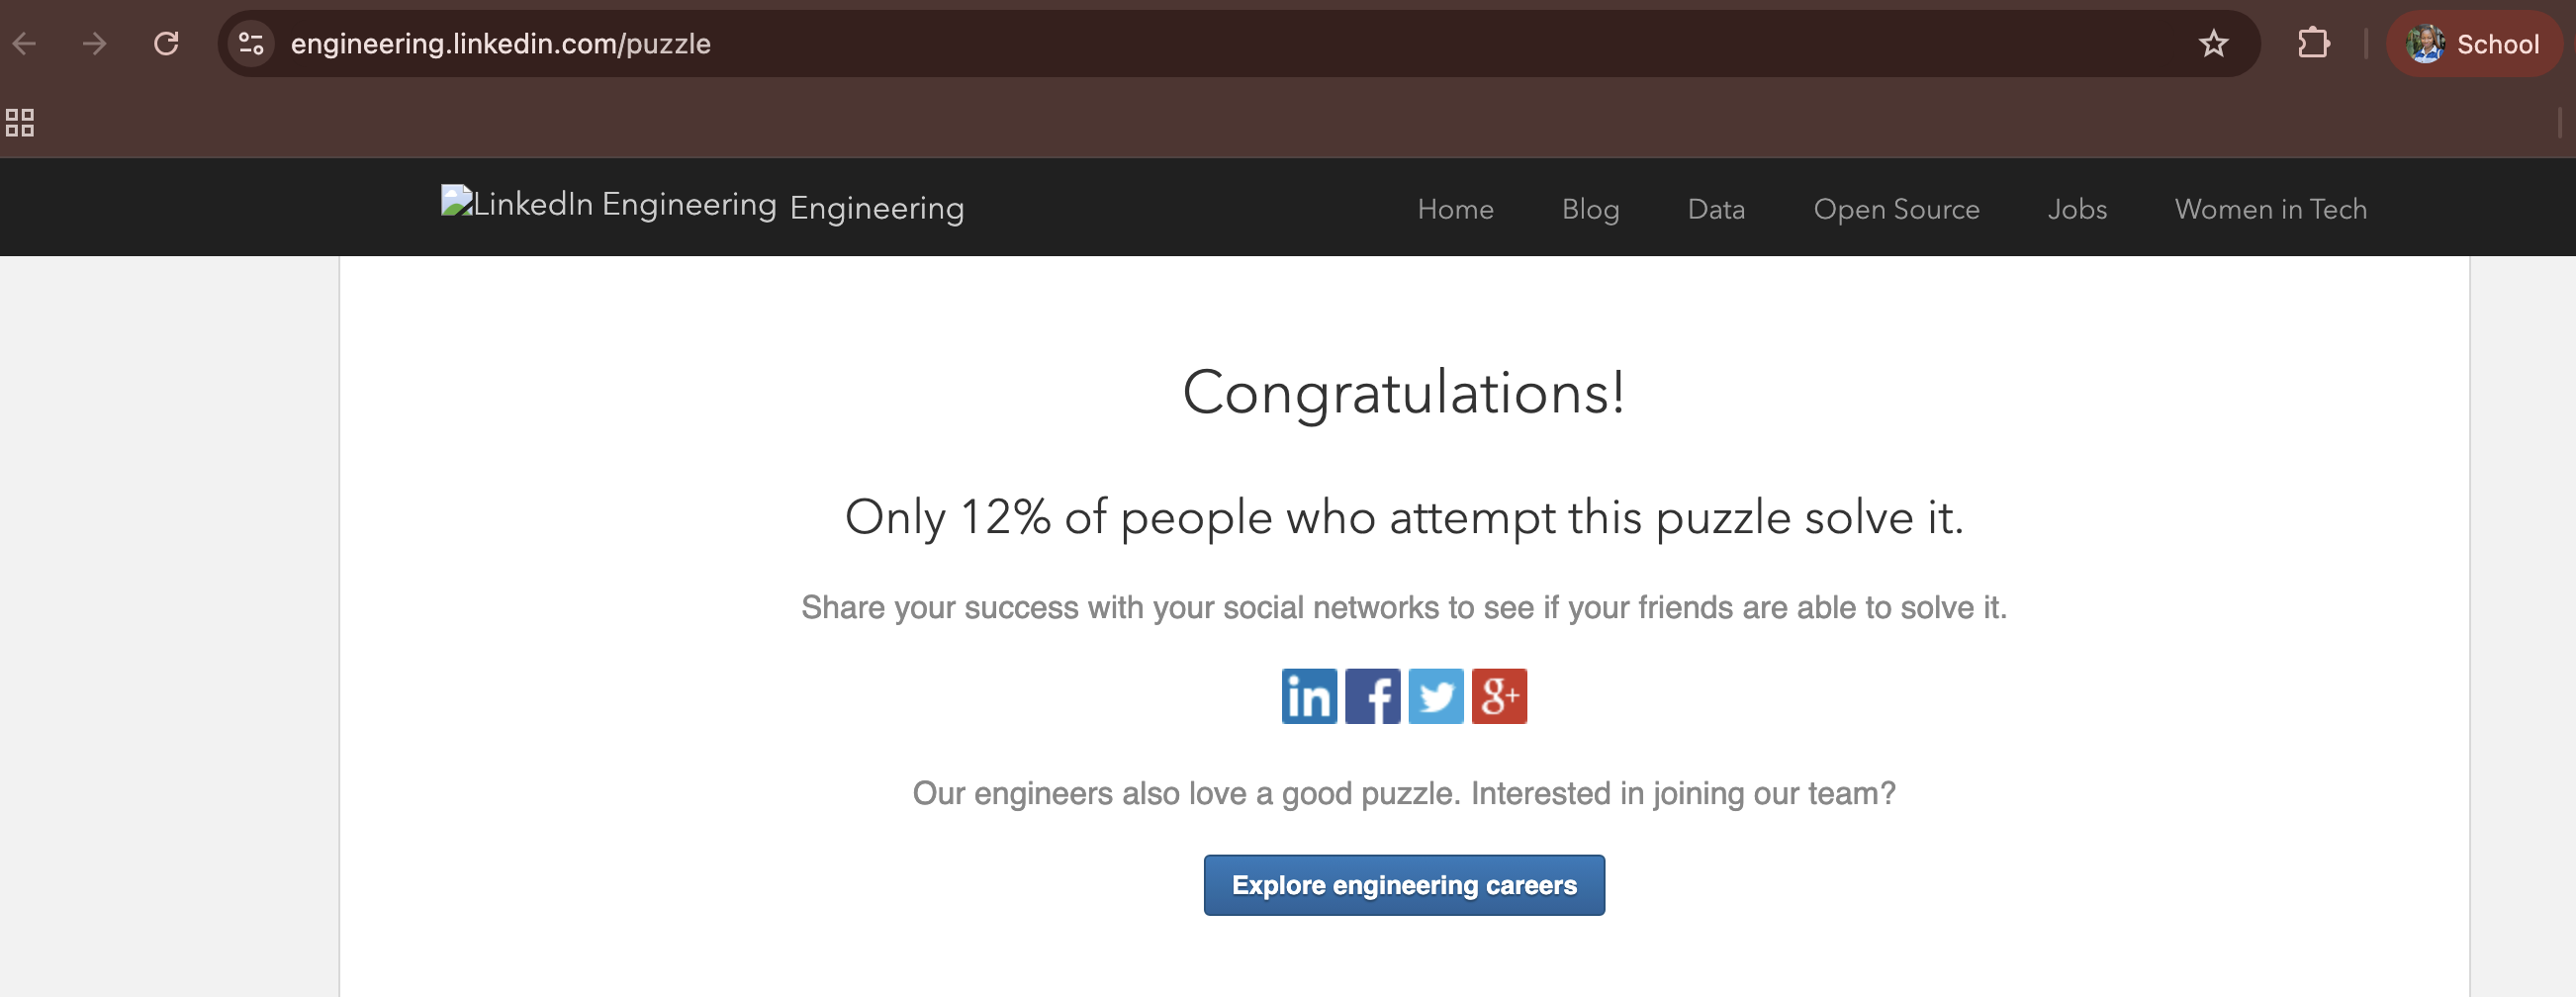 engineering.linkedin.com/puzzle
School
LinkedIn Engineering Engineering
Home Blog Data Open Source Jobs Women in Tech
Congratulations!
Only 12% of people who attempt this puzzle solve it.
Share your success with your social networks to see if your friends are able to solve it.
in f g+
Our engineers also love a good puzzle. Interested in joining our team?
Explore engineering careers